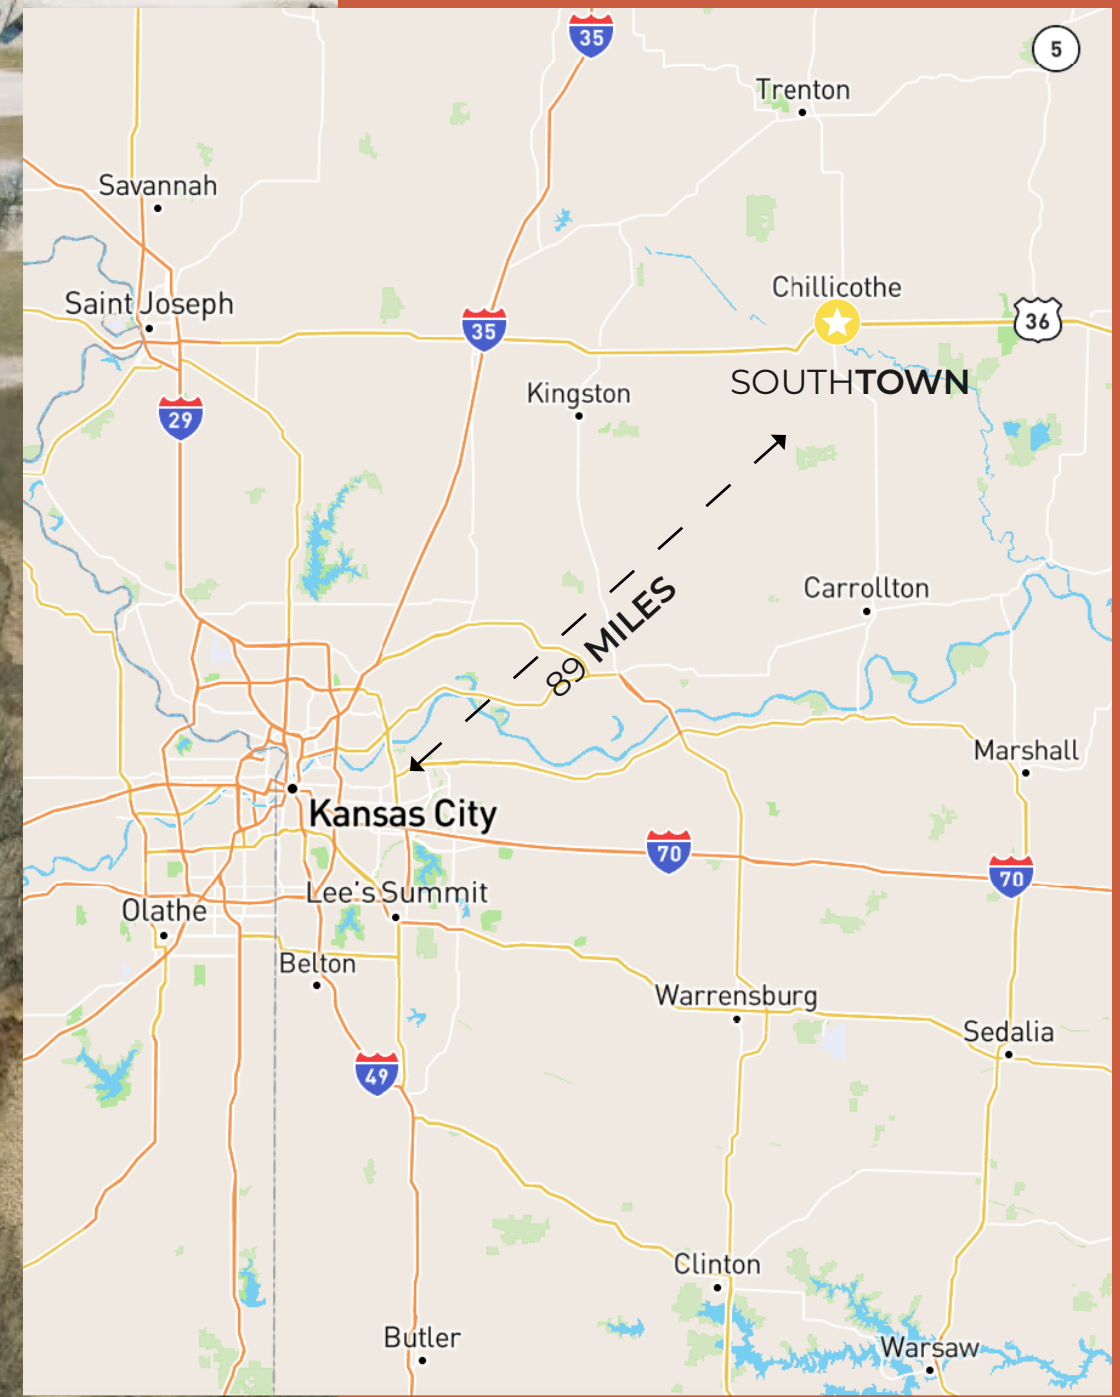 35
5
Trenton
Savannah
Chillicothe
Saint Joseph
35
36
SOUTHTOWN
Kingston
29
89 MILES
Carrollton
Marshall
Kansas City
70
70
Lee's Summit
Olathe
Belton
Warrensburg
Sedalia
49
Clinton
Butler
Warsaw